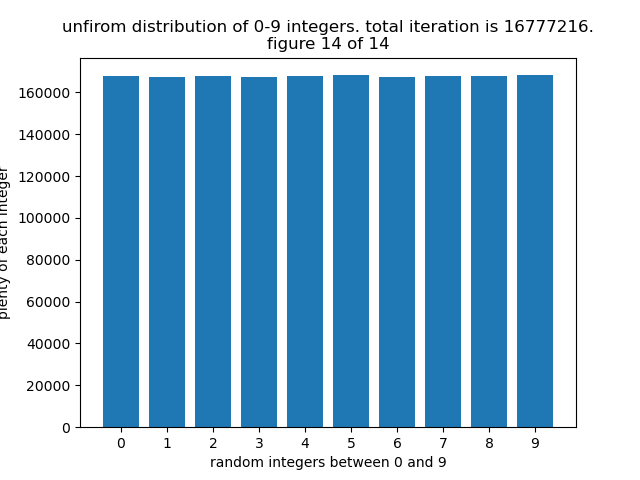 unfirom distribution of 0-9 integers. total iteration is 16777216.
figure 14 of 14
160000
140000
120000
100000
80000
60000
40000
20000
0
plenty of each integer
0 1 2 3 4 5 6 7 8 9
random integers between 0 and 9